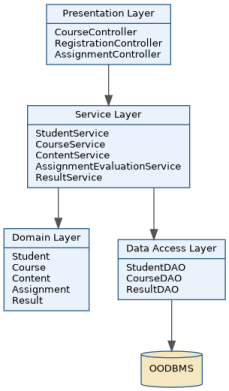 Presentation Layer
CourseController
RegistrationController
AssignmentController
Service Layer
StudentService
CourseService
ContentService
AssignmentEvaluationService
ResultService
Domain Layer
Student
Course
Content
Assignment
Result
Data Access Layer
StudentDAO
CourseDAO
ResultDAO
OODBMS